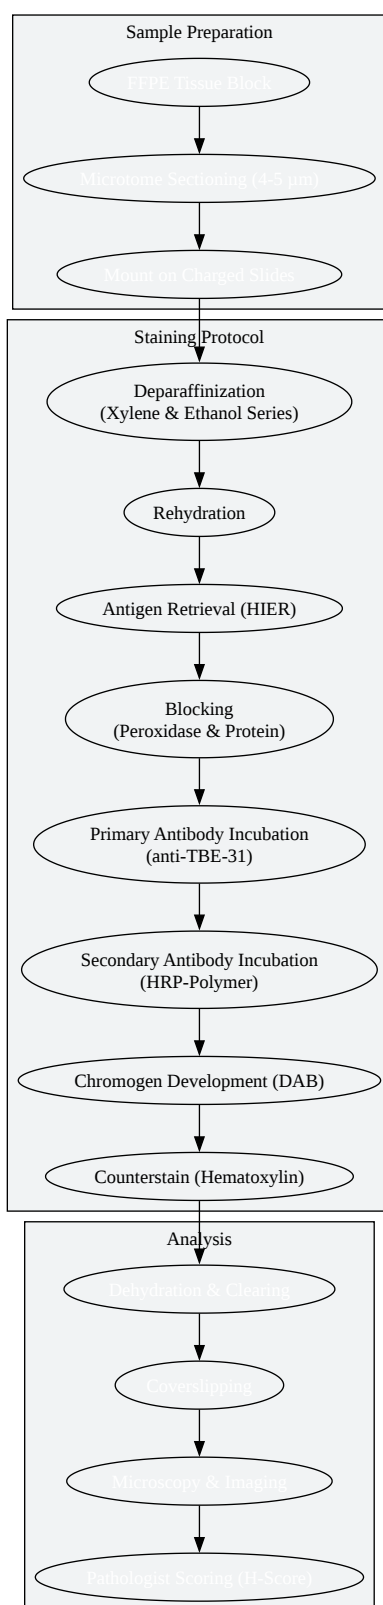 Sample Preparation
FFPE Tissue Block
Microtome Sectioning (4-5 µm)
Mount on Charged Slides
Staining Protocol
Deparaffinization
(Xylene & Ethanol Series)
Rehydration
Antigen Retrieval (HIER)
Blocking
(Peroxidase & Protein)
Primary Antibody Incubation
(anti-TBE-31)
Secondary Antibody Incubation
(HRP-Polymer)
Chromogen Development (DAB)
Counterstain (Hematoxylin)
Analysis
Dehydration & Clearing
Coverslipping
Microscopy & Imaging
Pathologist Scoring (H-Score)